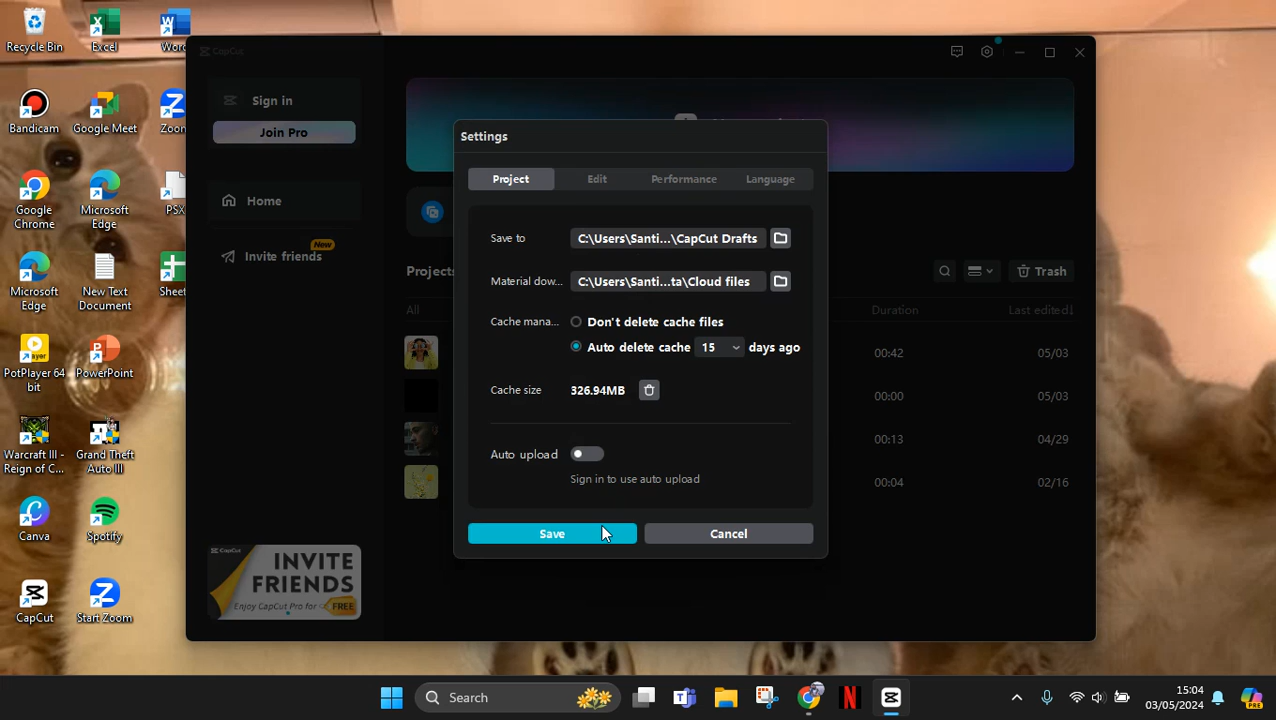 Recycle Bin
Excel
Word
Bandicam
Google Meet
Zoom
Google
Chrome
Microsoft
Edge
PSX
Microsoft
Edge
New Text
Document
Sheet
PotPlayer 64
bit
PowerPoint
Warcraft III -
Reign of C...
Grand Theft
Auto III
Canva
Spotify
CapCut
Start Zoom
CapCut
Sign in
Join Pro
Home
Invite friends
New
CapCut
INVITE
FRIENDS
Enjoy CapCut Pro for
FREE
Projects
Trash
All
Duration
Last edited↓
00:42
05/03
00:00
05/03
00:13
04/29
00:04
02/16
Settings
Project
Edit
Performance
Language
Save to
C:\Users\Santi...\CapCut Drafts
Material dow...
C:\Users\Santi...ta\Cloud files
Cache mana...
Don't delete cache files
Auto delete cache
15
days ago
Cache size
326.94MB
Auto upload
Sign in to use auto upload
Save
Cancel
Search
15:04
03/05/2024
PRE